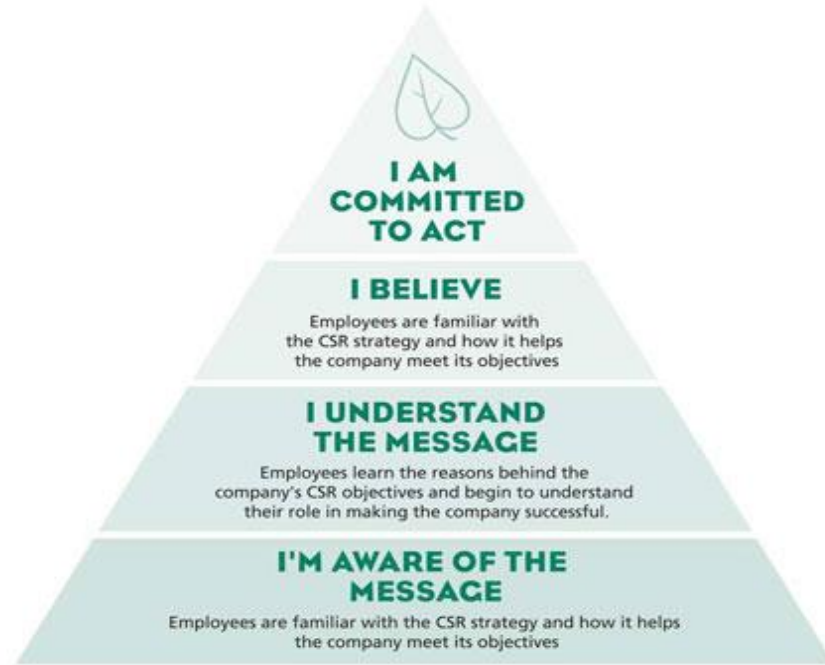 I AM
COMMITTED
TO ACT
I BELIEVE
Employees are familiar with
the CSR strategy and how it helps
the company meet its objectives
I UNDERSTAND
THE MESSAGE
Employees learn the reasons behind the
company's CSR objectives and begin to understand
their role in making the company successful.
I'M AWARE OF THE
MESSAGE
Employees are familiar with the CSR strategy and how it helps
the company meet its objectives